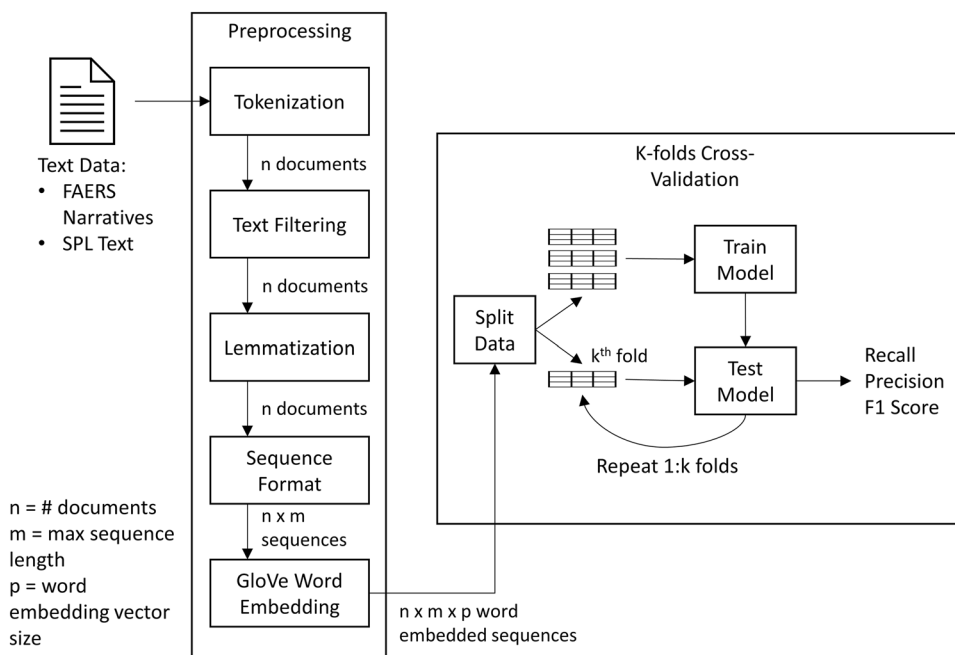 Preprocessing
Tokenization
Text Data:
• FAERS
Narratives
• SPL Text
n documents
Text Filtering
n documents
Lemmatization
n documents
Sequence
Format
n x m
sequences
GloVe Word
Embedding
n = # documents
m = max sequence
length
p = word
embedding vector
size
n x m x p word
embedded sequences
K-folds Cross-
Validation
Split
Data
Train
Model
kth fold
Test
Model
Repeat 1:k folds
Recall
Precision
F1 Score